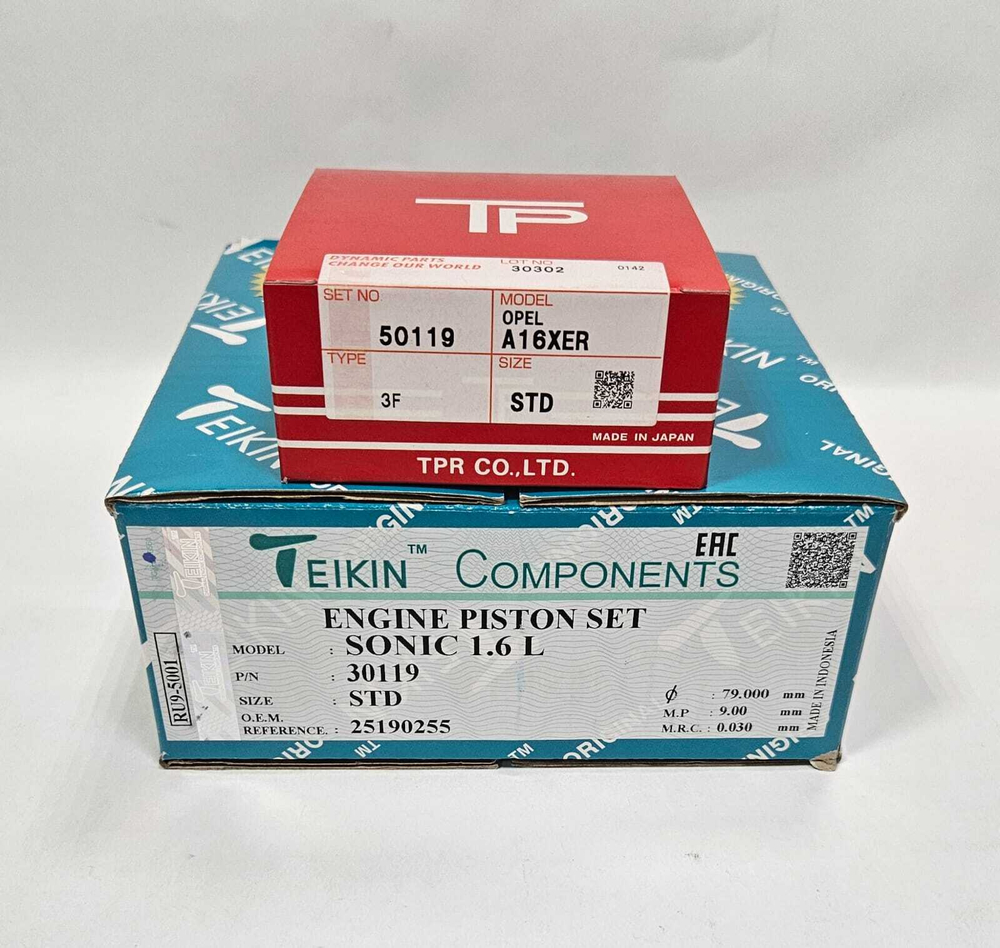 TP
DYNAMIC PARTS
CHANGE OUR WORLD
LOT NO
30302
0142
SET NO
50119
MODEL
OPEL
A16XER
TYPE
3F
SIZE
STD
MADE IN JAPAN
TPR CO.,LTD.
TEIKIN
ORIGINAL
TEIKIN™ COMPONENTS
EAC
ENGINE PISTON SET
MODEL : SONIC 1.6 L
P/N : 30119
SIZE : STD
O.E.M.
REFERENCE. : 25190255
ϕ : 79.000 mm
M.P : 9.00 mm
M.R.C. : 0.030 mm
MADE IN INDONESIA
RU9-5001